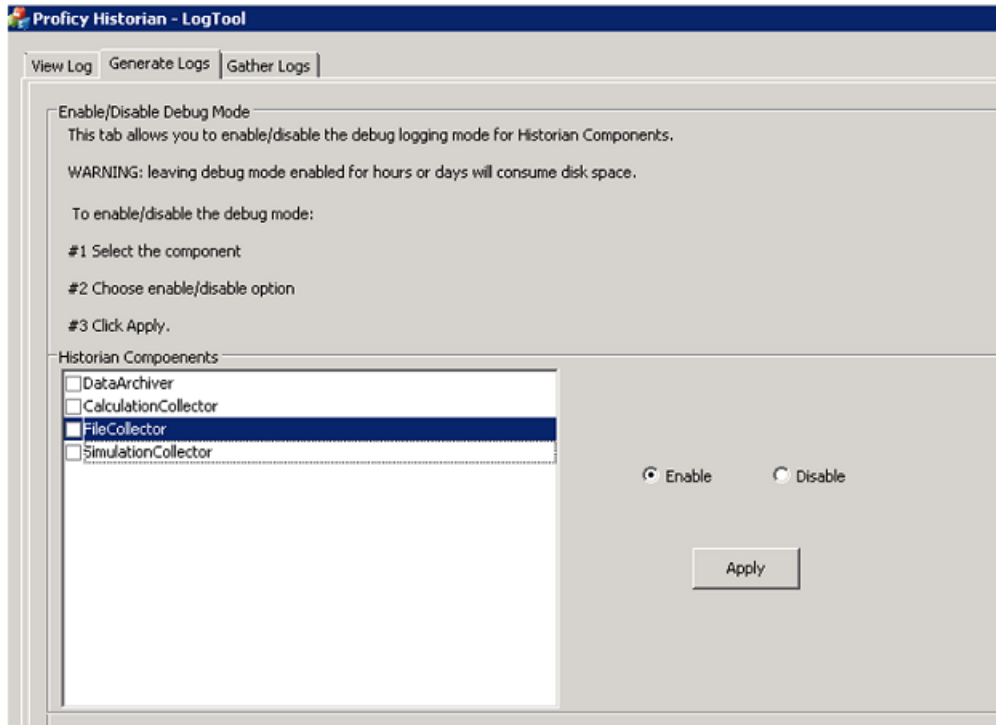 Proficy Historian - LogTool
View Log Generate Logs Gather Logs
Enable/Disable Debug Mode
This tab allows you to enable/disable the debug logging mode for Historian Components.
WARNING: leaving debug mode enabled for hours or days will consume disk space.
To enable/disable the debug mode:
#1 Select the component
#2 Choose enable/disable option
#3 Click Apply.
Historian Compoenents
DataArchiver
CalculationCollector
FileCollector
SimulationCollector
Enable Disable
Apply